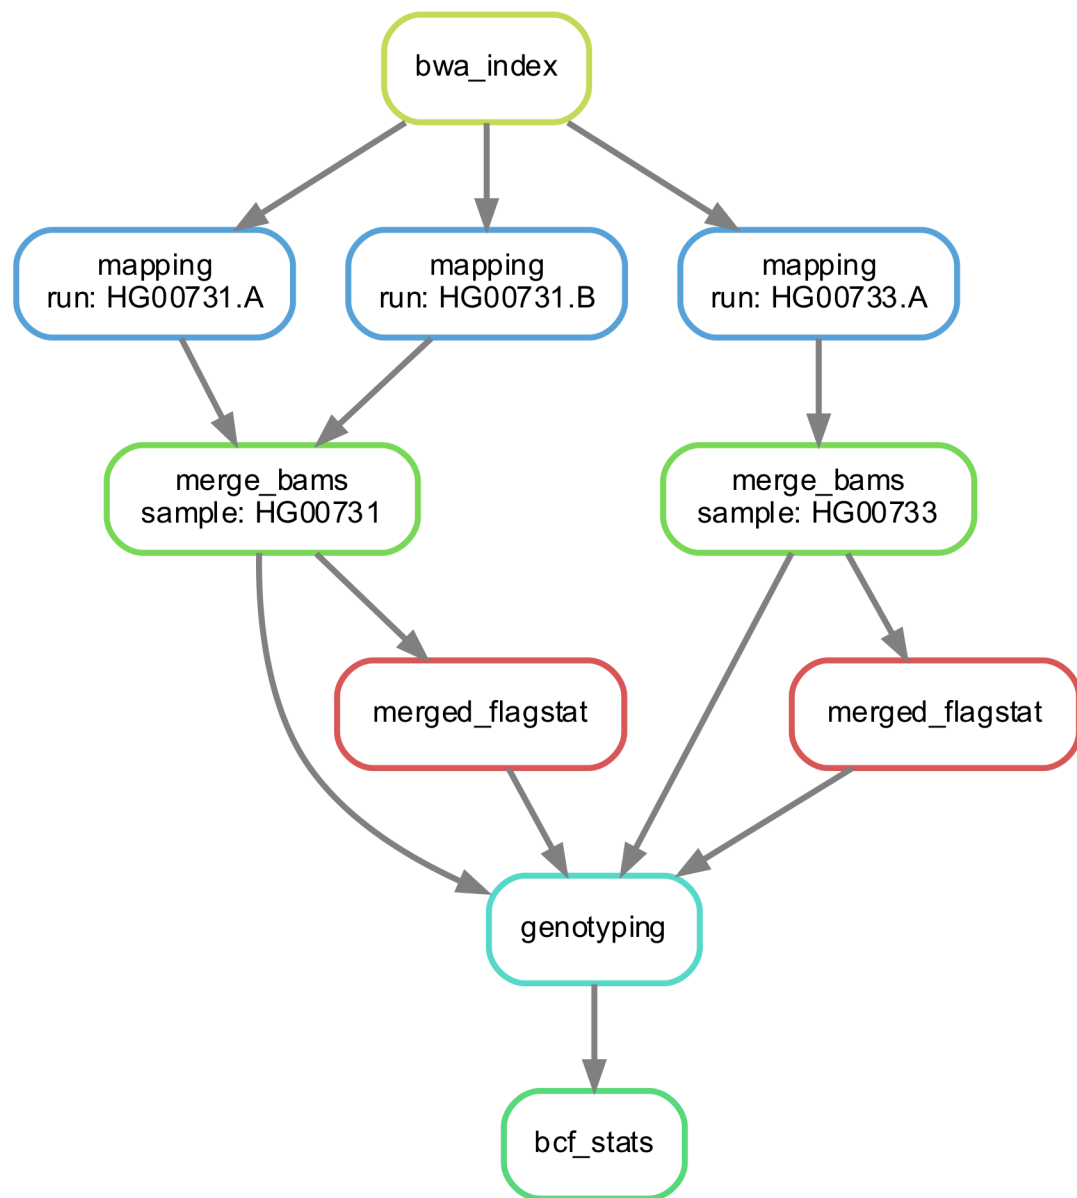 bwa_index
mapping
run: HG00731.A
mapping
run: HG00731.B
mapping
run: HG00733.A
merge_bams
sample: HG00731
merge_bams
sample: HG00733
merged_flagstat
merged_flagstat
genotyping
bcf_stats